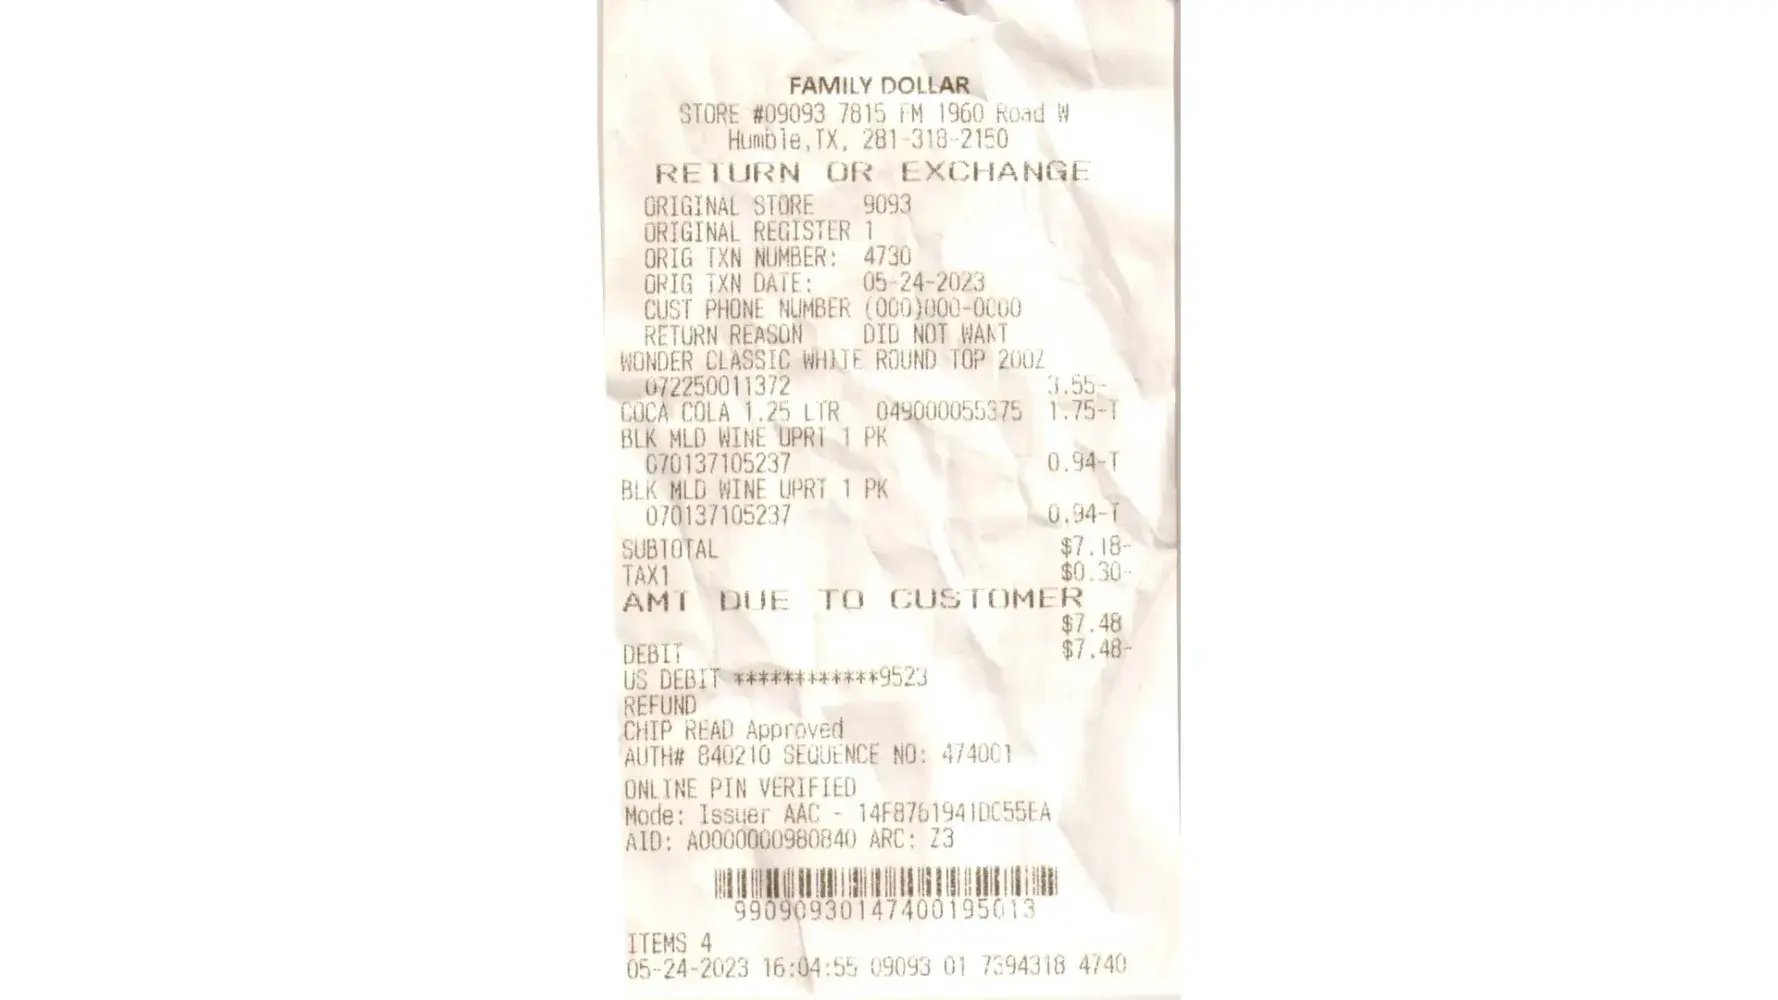 FAMILY DOLLAR
STORE #09093 7815 FM 1960 Road W
Humble,TX, 281-318-2150
RETURN OR EXCHANGE
ORIGINAL STORE 9093
ORIGINAL REGISTER 1
ORIG TXN NUMBER: 4730
ORIG TXN DATE: 05-24-2023
CUST PHONE NUMBER (000)000-0000
RETURN REASON DID NOT WANT
WONDER CLASSIC WHITE ROUND TOP 20OZ
072250011372 3.55-
COCA COLA 1.25 LTR 049000055375 1.75-T
BLK MLD WINE UPRT 1 PK
070137105237 0.94-T
BLK MLD WINE UPRT 1 PK
070137105237 0.94-T
SUBTOTAL $7.18-
TAX1 $0.30-
AMT DUE TO CUSTOMER
$7.48
DEBIT $7.48-
US DEBIT ************9523
REFUND
CHIP READ Approved
AUTH# 840210 SEQUENCE NO: 474001
ONLINE PIN VERIFIED
Mode: Issuer AAC - 14F8761941DC55EA
AID: A0000000980840 ARC: Z3
99090930147400195013
ITEMS 4
05-24-2023 16:04:55 09093 01 7394318 4740